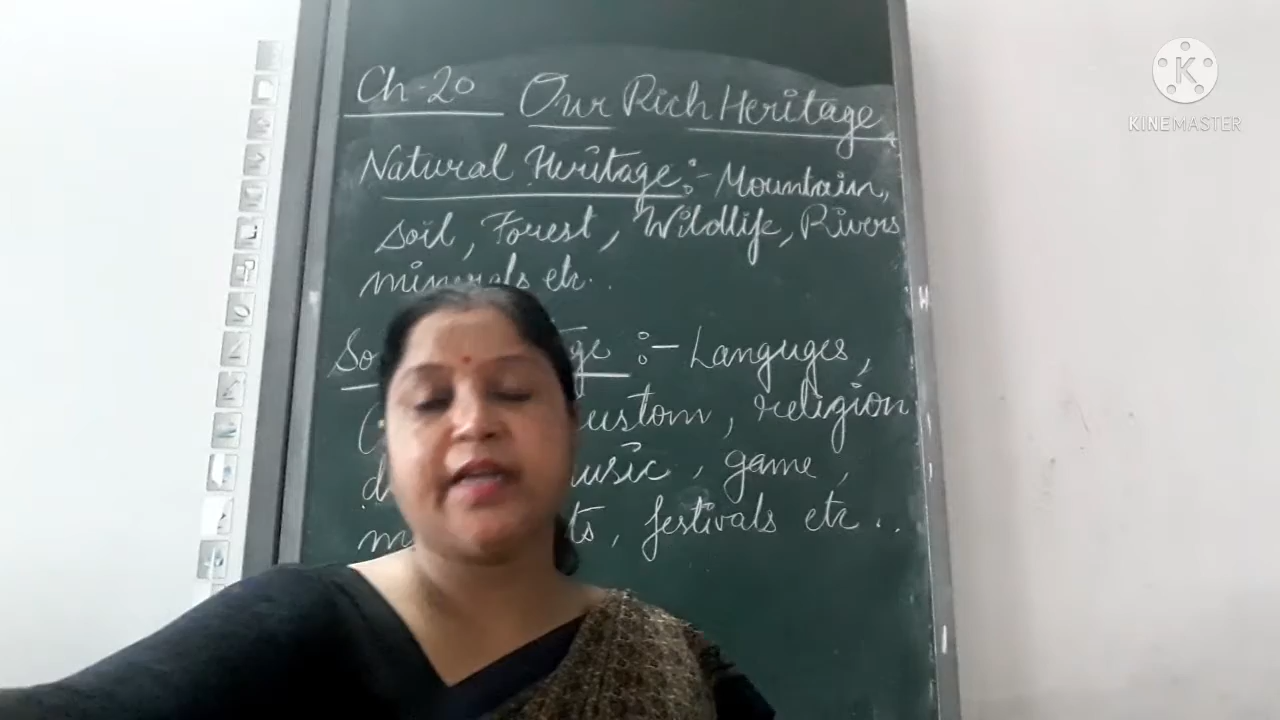 Ch-20 Our Rich Heritage
Natural Heritage :- Mountain,
soil, Forest, Wildlife, Rivers
minerals etc..
:- Languges,
custom, religion
music, game,
festivals etc..
KINEMASTER